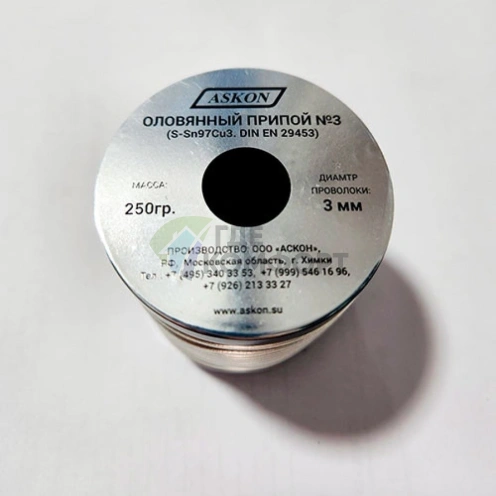 ASKON
ОЛОВЯННЫЙ ПРИПОЙ №3
(S-Sn97Cu3. DIN EN 29453)
МАССА:
250гр.
ДИАМТР
ПРОВОЛОКИ:
3 мм
ПРОИЗВОДСТВО: ООО «АСКОН»,
РФ, Московская область, г. Химки
Тел.: +7 (495) 340 33 53, +7 (999) 546 16 96,
+7 (926) 213 33 27
www.askon.su
ГДЕ